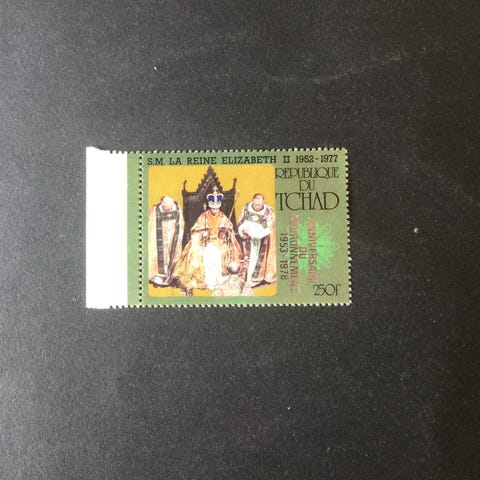 S.M. LA REINE ELIZABETH II 1952-1977
REPUBLIQUE
DU
TCHAD
ANNIVERSAIRE
DU
COURONNEMENT
1953-1978
250f